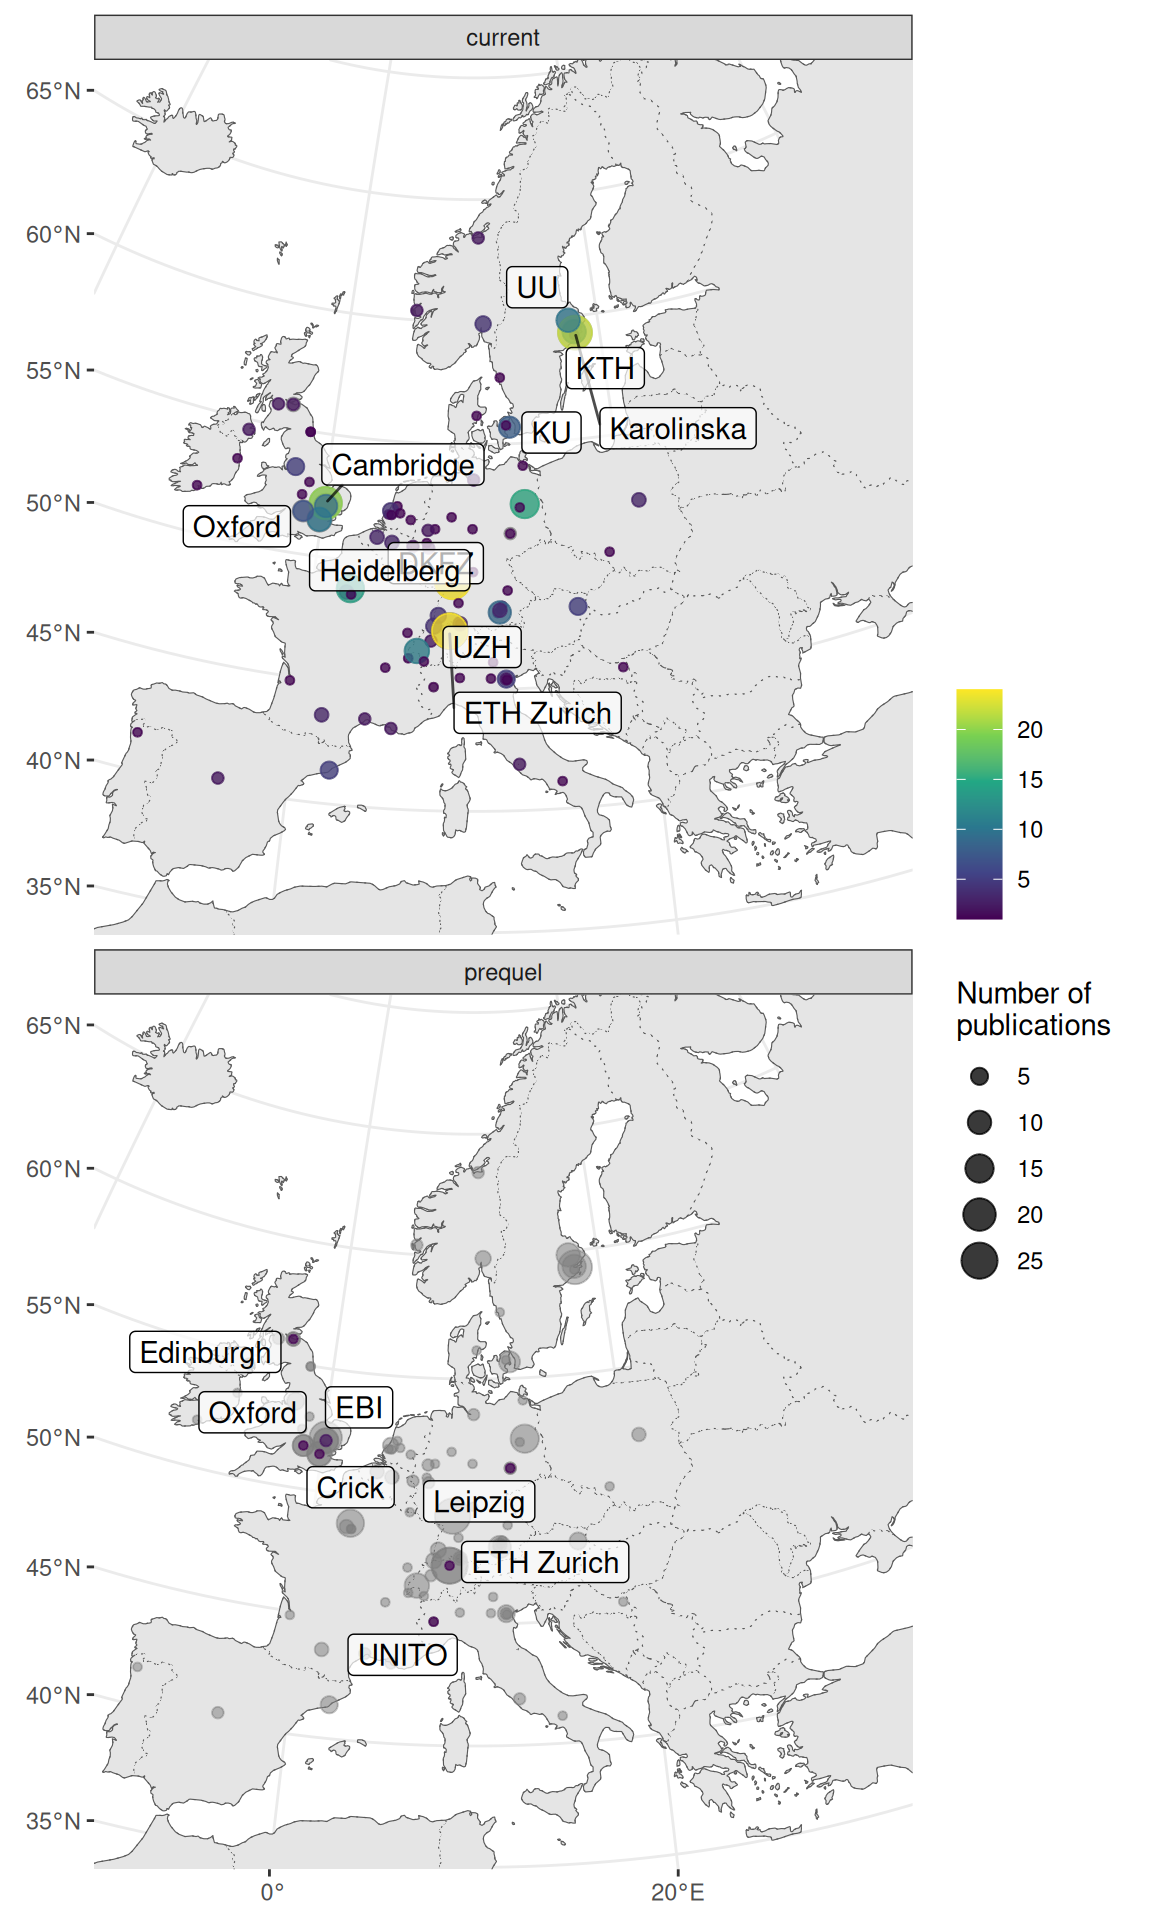 current
65°N
60°N
55°N
50°N
45°N
40°N
35°N
UU
KTH
Karolinska
KU
Cambridge
Oxford
DKFZ
Heidelberg
UZH
ETH Zurich
20
15
10
5
prequel
65°N
60°N
55°N
50°N
45°N
40°N
35°N
Edinburgh
Oxford
EBI
Crick
Leipzig
ETH Zurich
UNITO
0°
20°E
Number of
publications
5
10
15
20
25